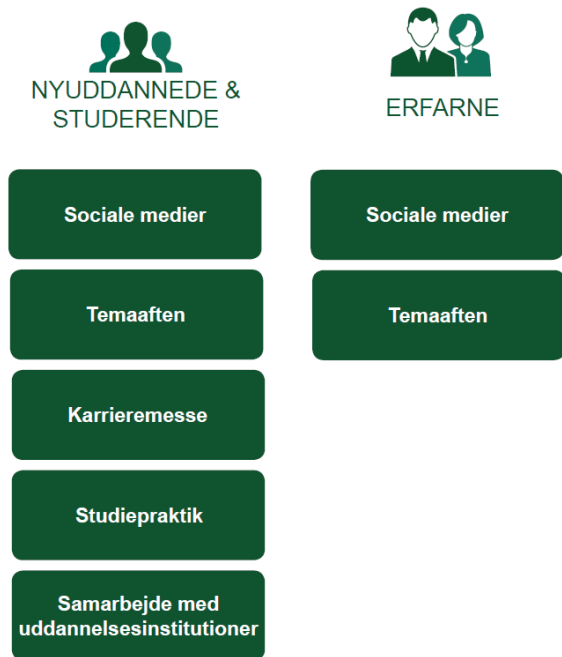 NYUDDANNEDE &
STUDERENDE
Sociale medier
Temaaften
Karrieremesse
Studiepraktik
Samarbejde med
uddannelsesinstitutioner
ERFARNE
Sociale medier
Temaaften